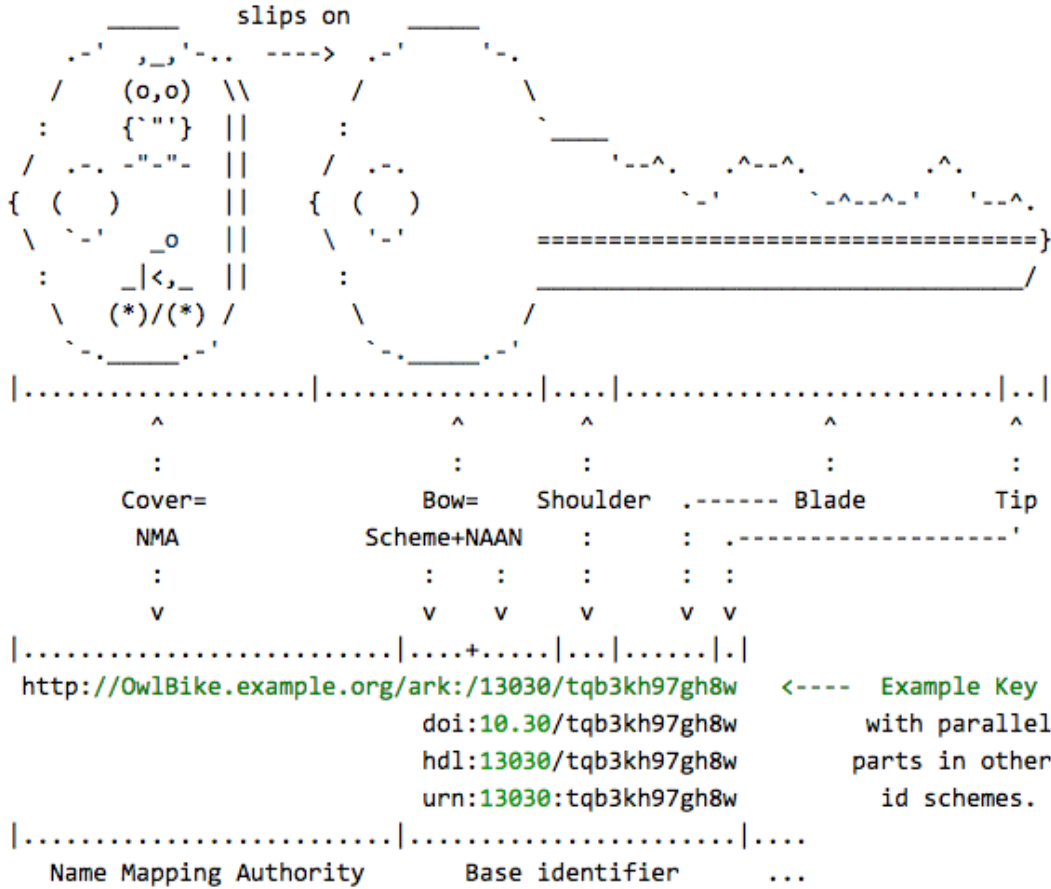 slips on
---->
(o,o)
Cover= Bow= Shoulder .------ Blade Tip
NMA Scheme+NAAN : : .-------------------'
http://OwlBike.example.org/ark:/13030/tqb3kh97gh8w <---- Example Key
doi:10.30/tqb3kh97gh8w with parallel
hdl:13030/tqb3kh97gh8w parts in other
urn:13030:tqb3kh97gh8w id schemes.
Name Mapping Authority Base identifier ...